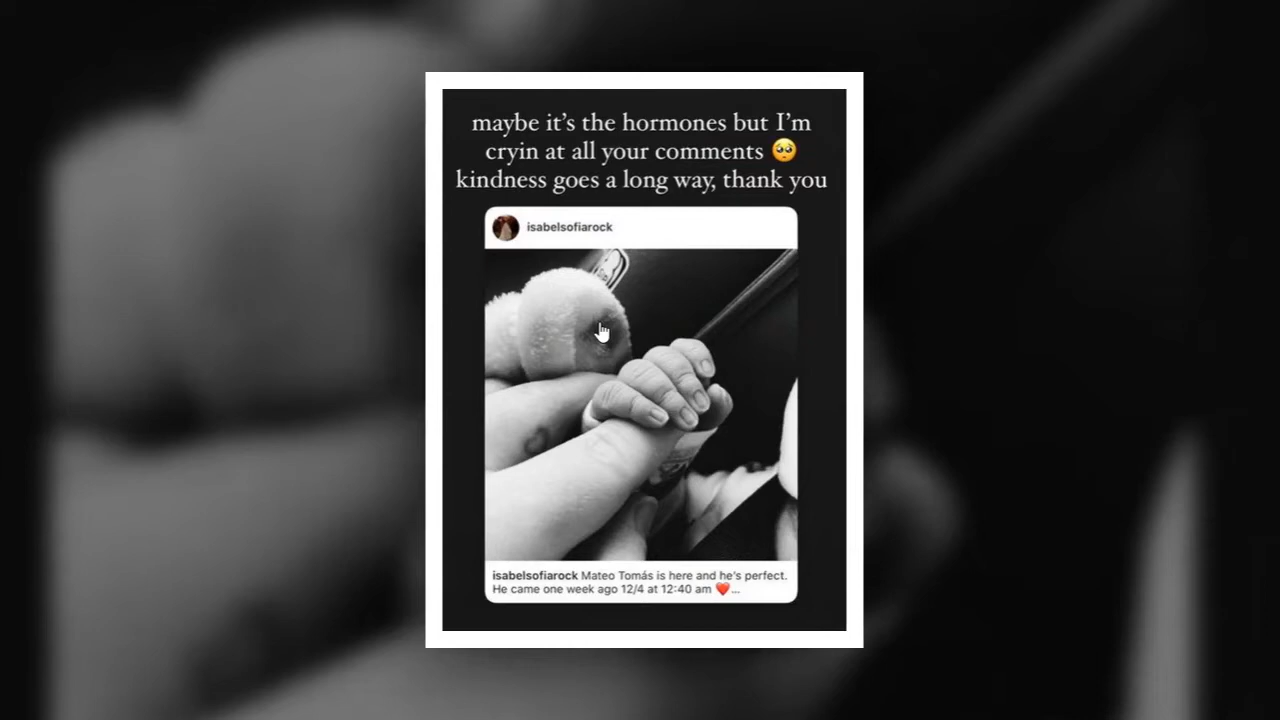 maybe it's the hormones but I'm
cryin at all your comments 🥺
kindness goes a long way, thank you
isabelsofiarock
isabelsofiarock Mateo Tomás is here and he's perfect.
He came one week ago 12/4 at 12:40 am ❤️...